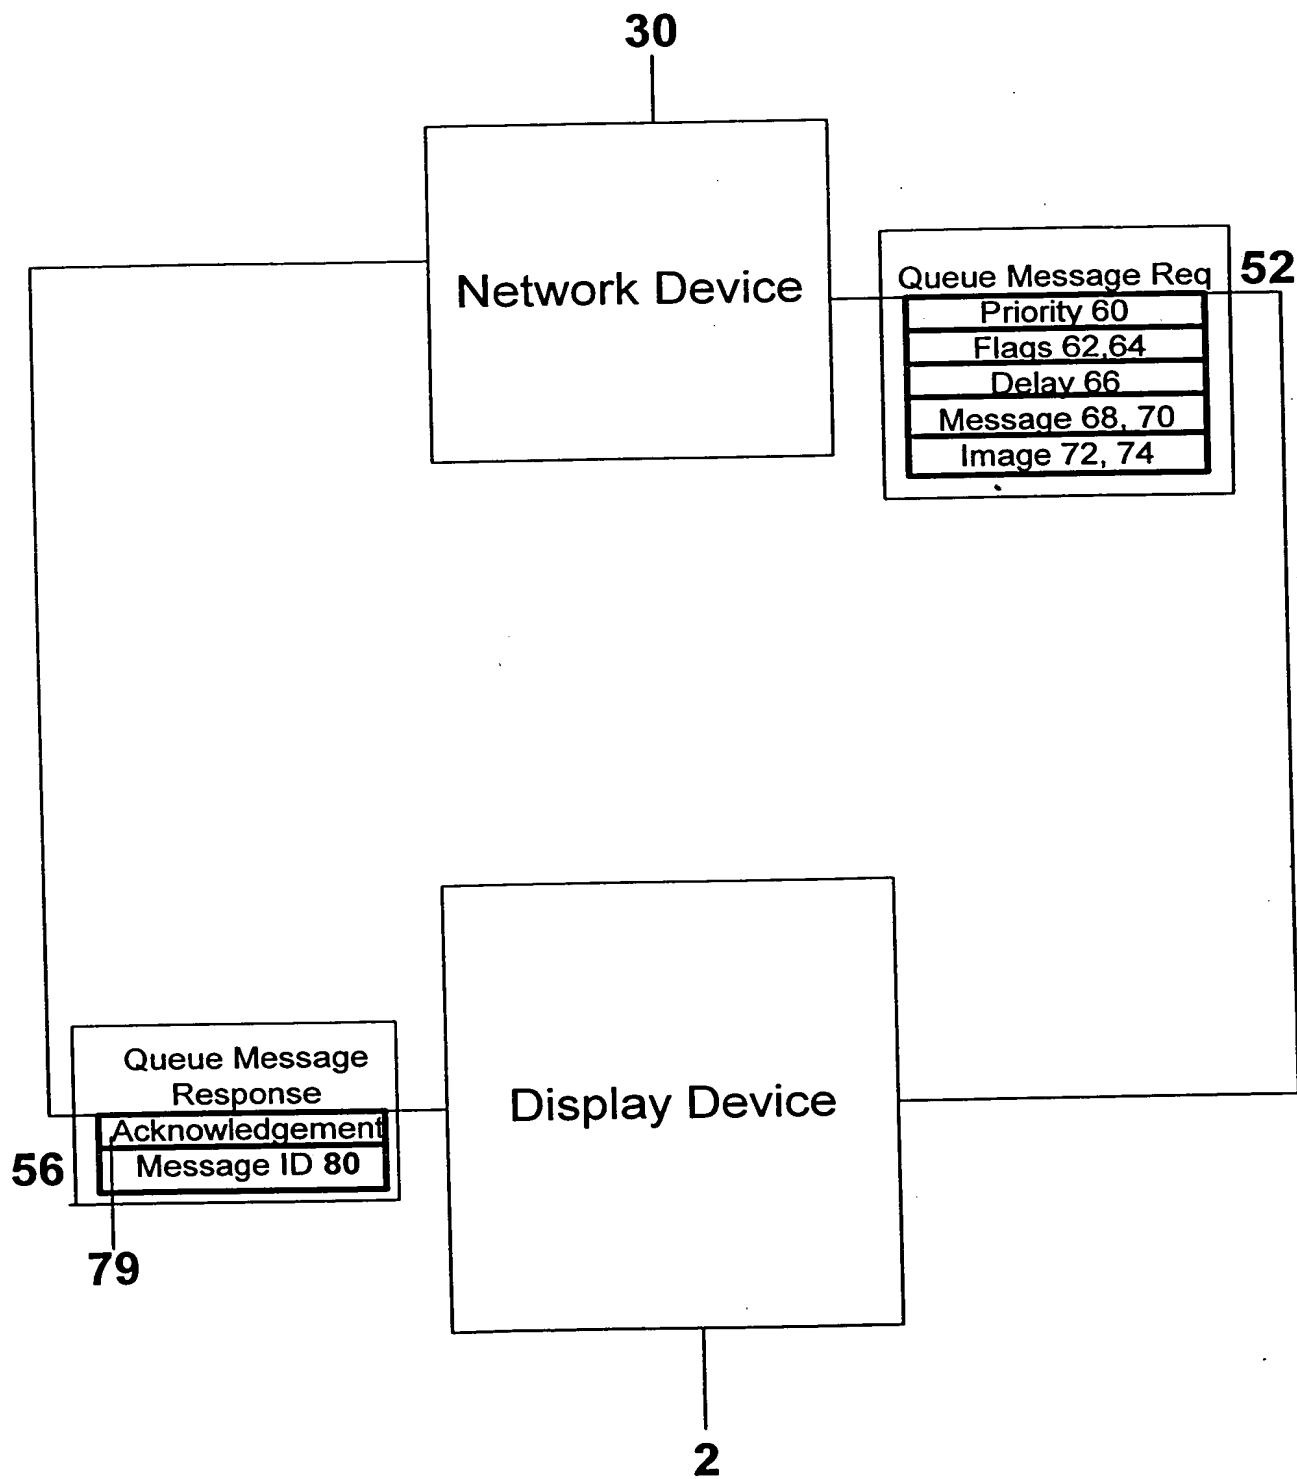 30
Network Device
Queue Message Req 52
Priority 60
Flags 62,64
Delay 66
Message 68, 70
Image 72, 74
Queue Message
Response
Acknowledgement
Message ID 80
56
79
Display Device
2